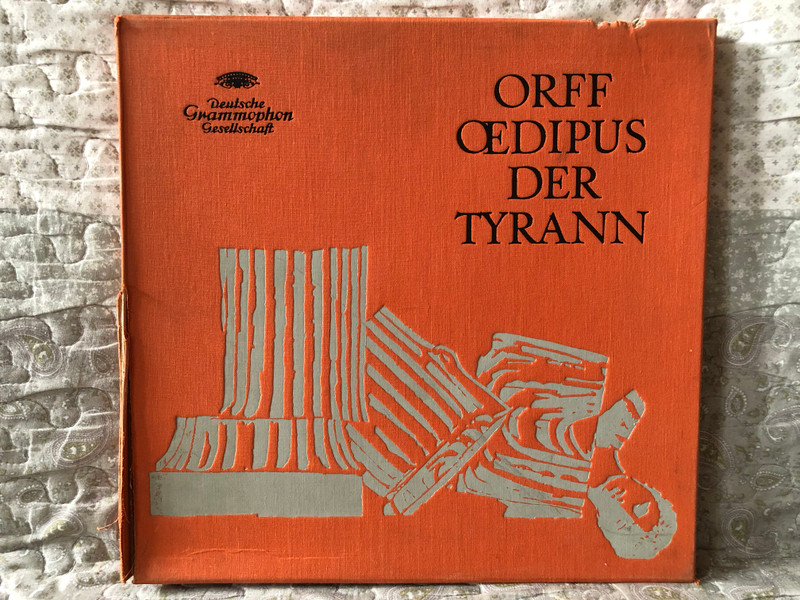 Deutsche
Grammophon
Gesellschaft
ORFF
ŒDIPUS
DER
TYRANN